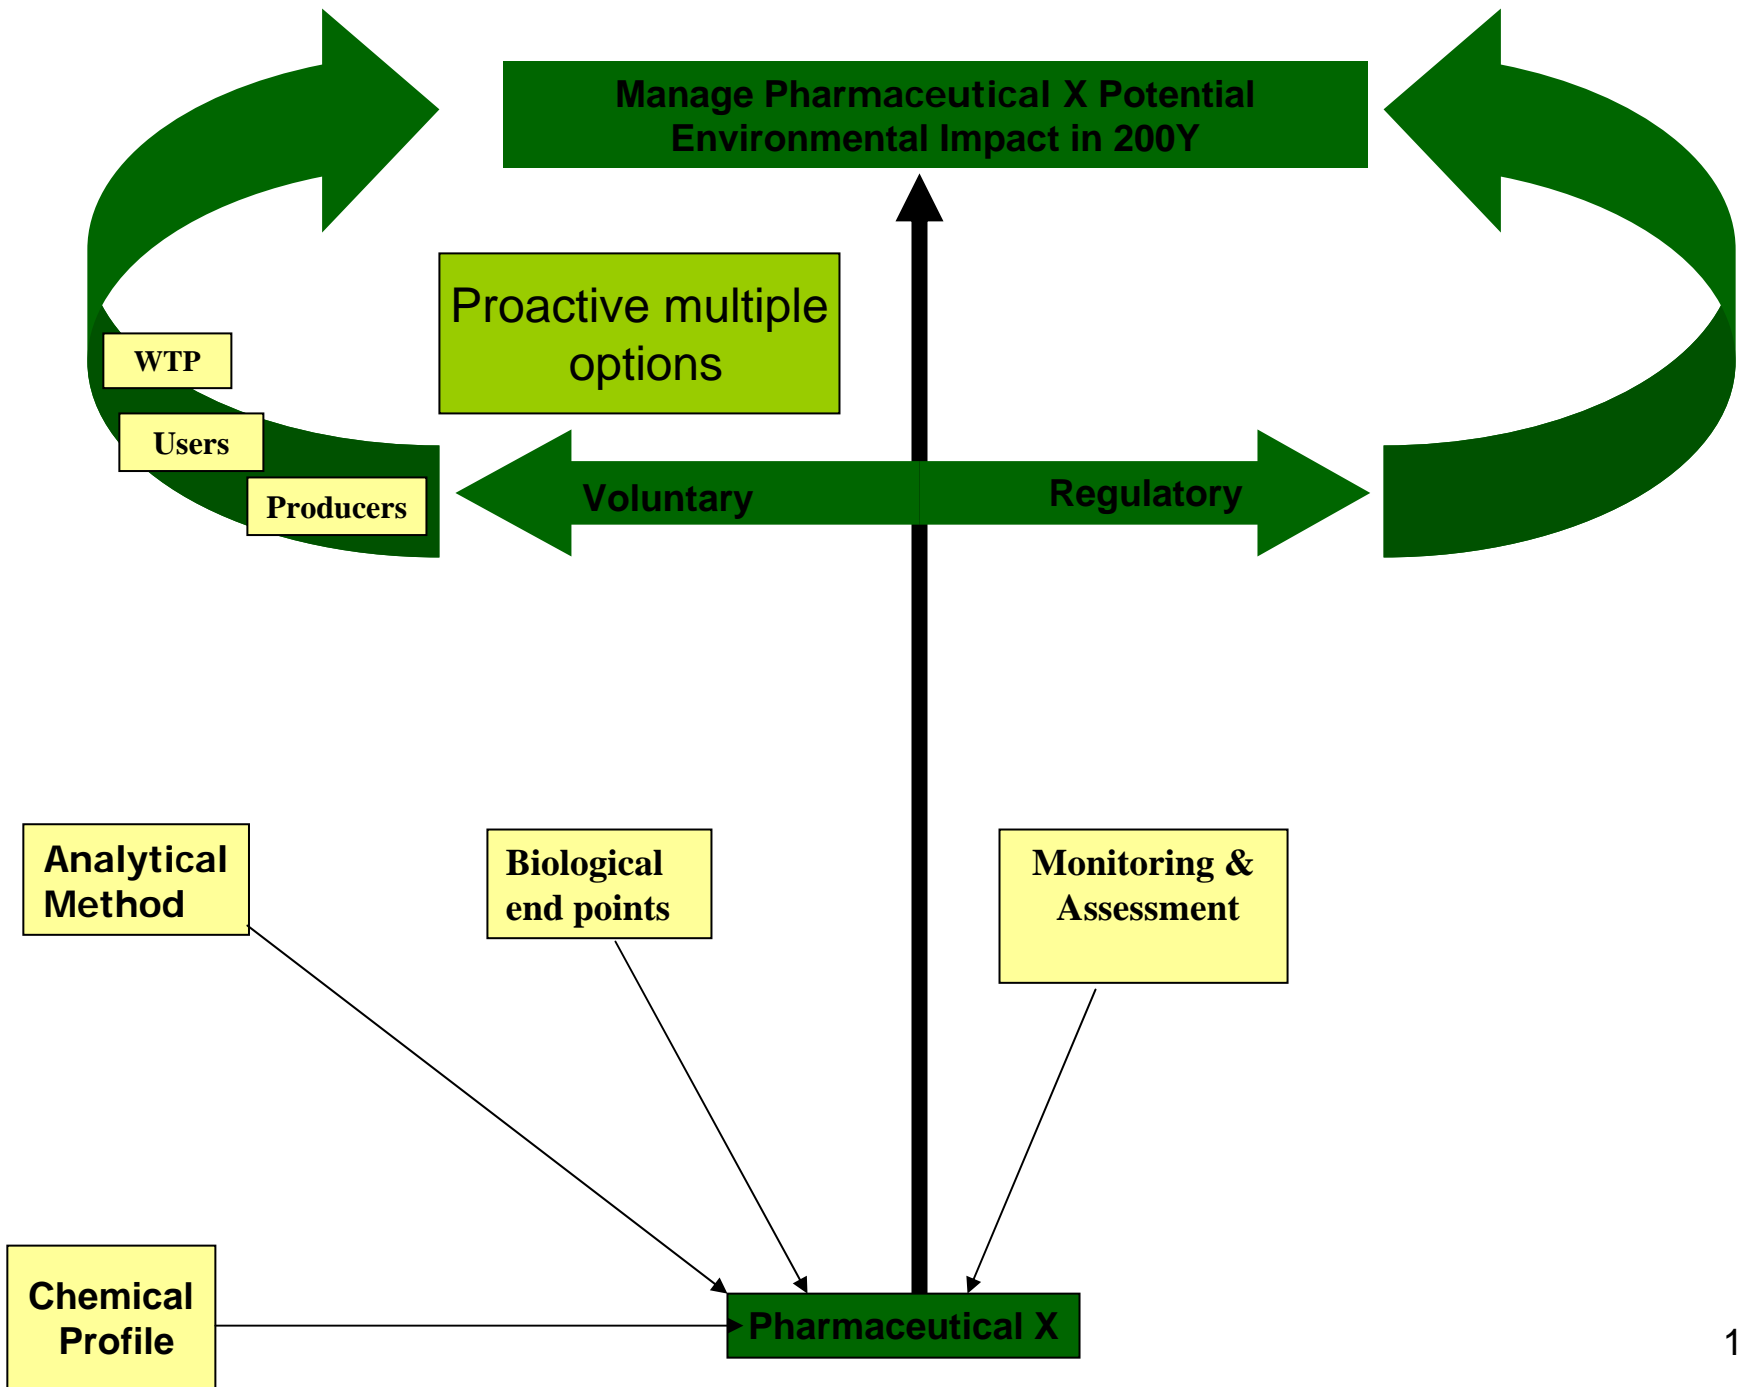 Manage Pharmaceutical X Potential
Environmental Impact in 200Y
Proactive multiple
options
WTP
Users
Producers
Voluntary
Regulatory
Analytical
Method
Biological
end points
Monitoring &
Assessment
Chemical
Profile
Pharmaceutical X
1